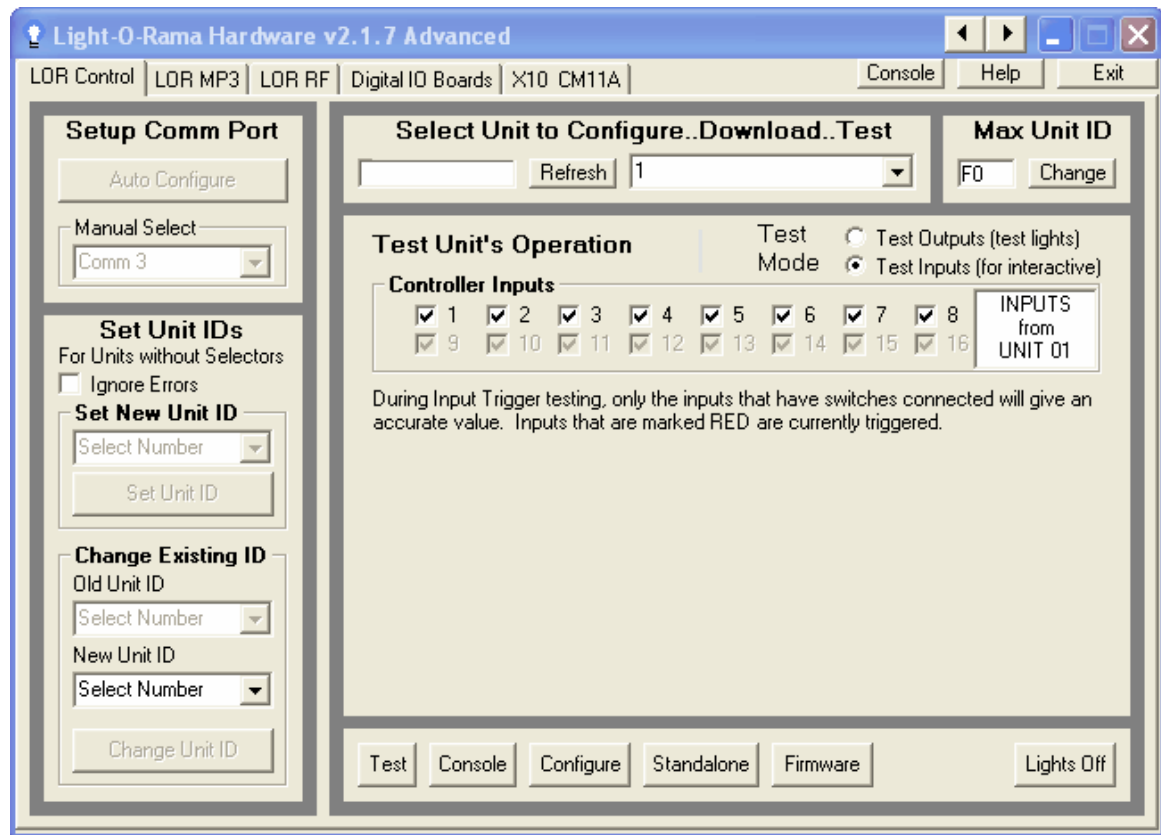 Light-O-Rama Hardware v2.1.7 Advanced
LOR Control LOR MP3 LOR RF Digital IO Boards X10 CM11A Console Help Exit
Setup Comm Port
Auto Configure
Manual Select
Comm 3
Set Unit IDs
For Units without Selectors
Ignore Errors
Set New Unit ID
Select Number
Set Unit ID
Change Existing ID
Old Unit ID
Select Number
New Unit ID
Select Number
Change Unit ID
Select Unit to Configure..Download..Test
Refresh 1
Max Unit ID
F0 Change
Test Unit's Operation
Test Mode
Test Outputs (test lights)
Test Inputs (for interactive)
Controller Inputs
1 2 3 4 5 6 7 8
9 10 11 12 13 14 15 16
INPUTS
from
UNIT 01
During Input Trigger testing, only the inputs that have switches connected will give an
accurate value. Inputs that are marked RED are currently triggered.
Test Console Configure Standalone Firmware Lights Off